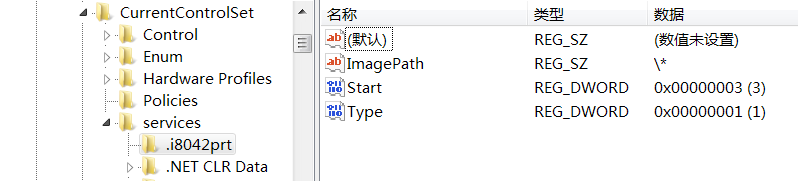 CurrentControlSet
Control
Enum
Hardware Profiles
Policies
services
.i8042prt
.NET CLR Data
名称 类型 数据
(默认) REG_SZ (数值未设置)
ImagePath REG_SZ \*
Start REG_DWORD 0x00000003 (3)
Type REG_DWORD 0x00000001 (1)